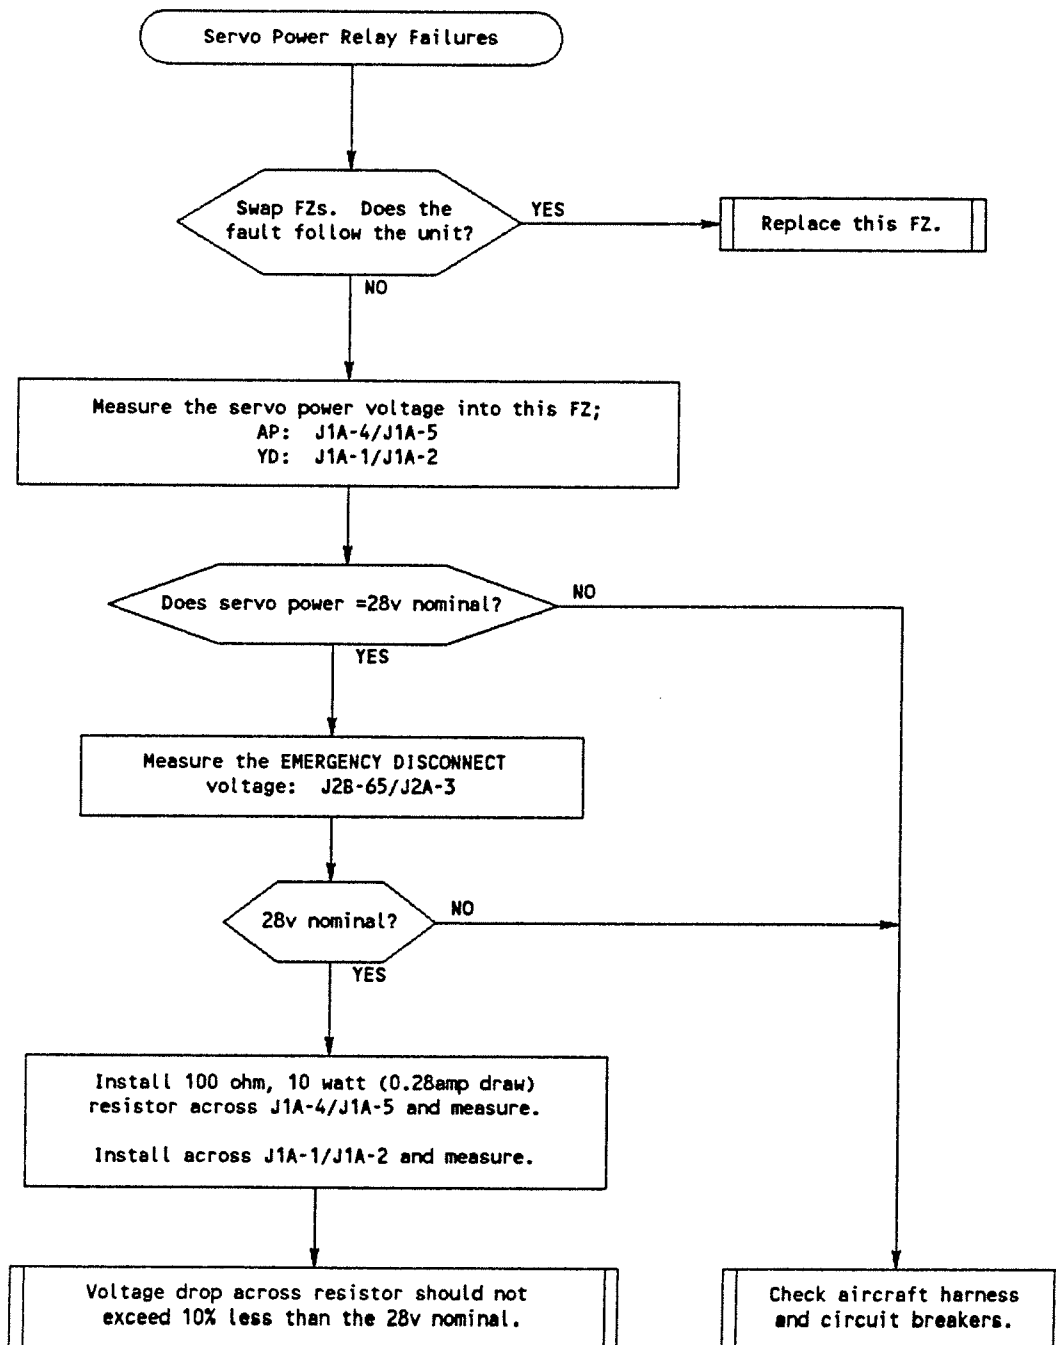 Servo Power Relay Failures
Swap FZs. Does the
fault follow the unit?
YES
Replace this FZ.
NO
Measure the servo power voltage into this FZ;
AP: J1A-4/J1A-5
YD: J1A-1/J1A-2
Does servo power =28v nominal?
NO
YES
Measure the EMERGENCY DISCONNECT
voltage: J2B-65/J2A-3
28v nominal?
NO
YES
Install 100 ohm, 10 watt (0.28amp draw)
resistor across J1A-4/J1A-5 and measure.
Install across J1A-1/J1A-2 and measure.
Voltage drop across resistor should not
exceed 10% less than the 28v nominal.
Check aircraft harness
and circuit breakers.